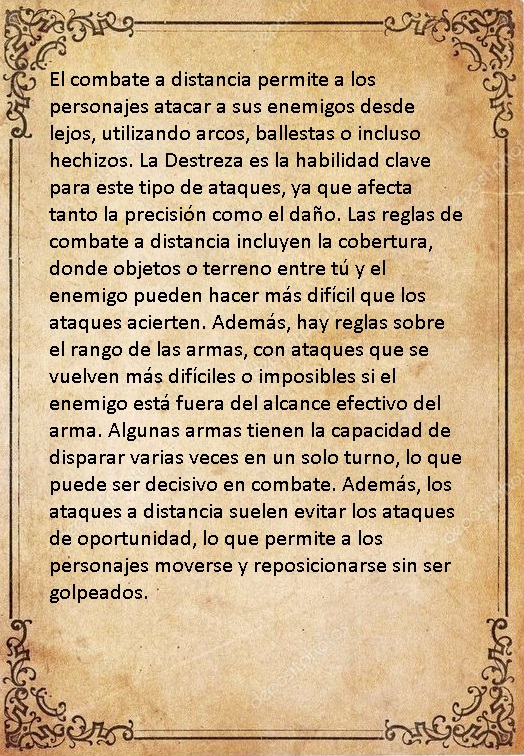 El combate a distancia permite a los
personajes atacar a sus enemigos desde
lejos, utilizando arcos, ballestas o incluso
hechizos. La Destreza es la habilidad clave
para este tipo de ataques, ya que afecta
tanto la precisión como el daño. Las reglas de
combate a distancia incluyen la cobertura,
donde objetos o terreno entre tú y el
enemigo pueden hacer más difícil que los
ataques acierten. Además, hay reglas sobre
el rango de las armas, con ataques que se
vuelven más difíciles o imposibles si el
enemigo está fuera del alcance efectivo del
arma. Algunas armas tienen la capacidad de
disparar varias veces en un solo turno, lo que
puede ser decisivo en combate. Además, los
ataques a distancia suelen evitar los ataques
de oportunidad, lo que permite a los
personajes moverse y reposicionarse sin ser
golpeados.